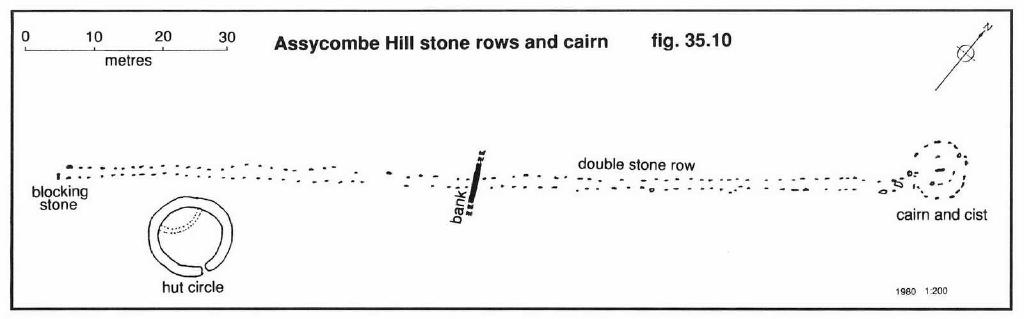 0 10 20 30
metres
Assycombe Hill stone rows and cairn fig. 35.10
N
double stone row
blocking
stone
bank
cairn and cist
hut circle
1980 1:200